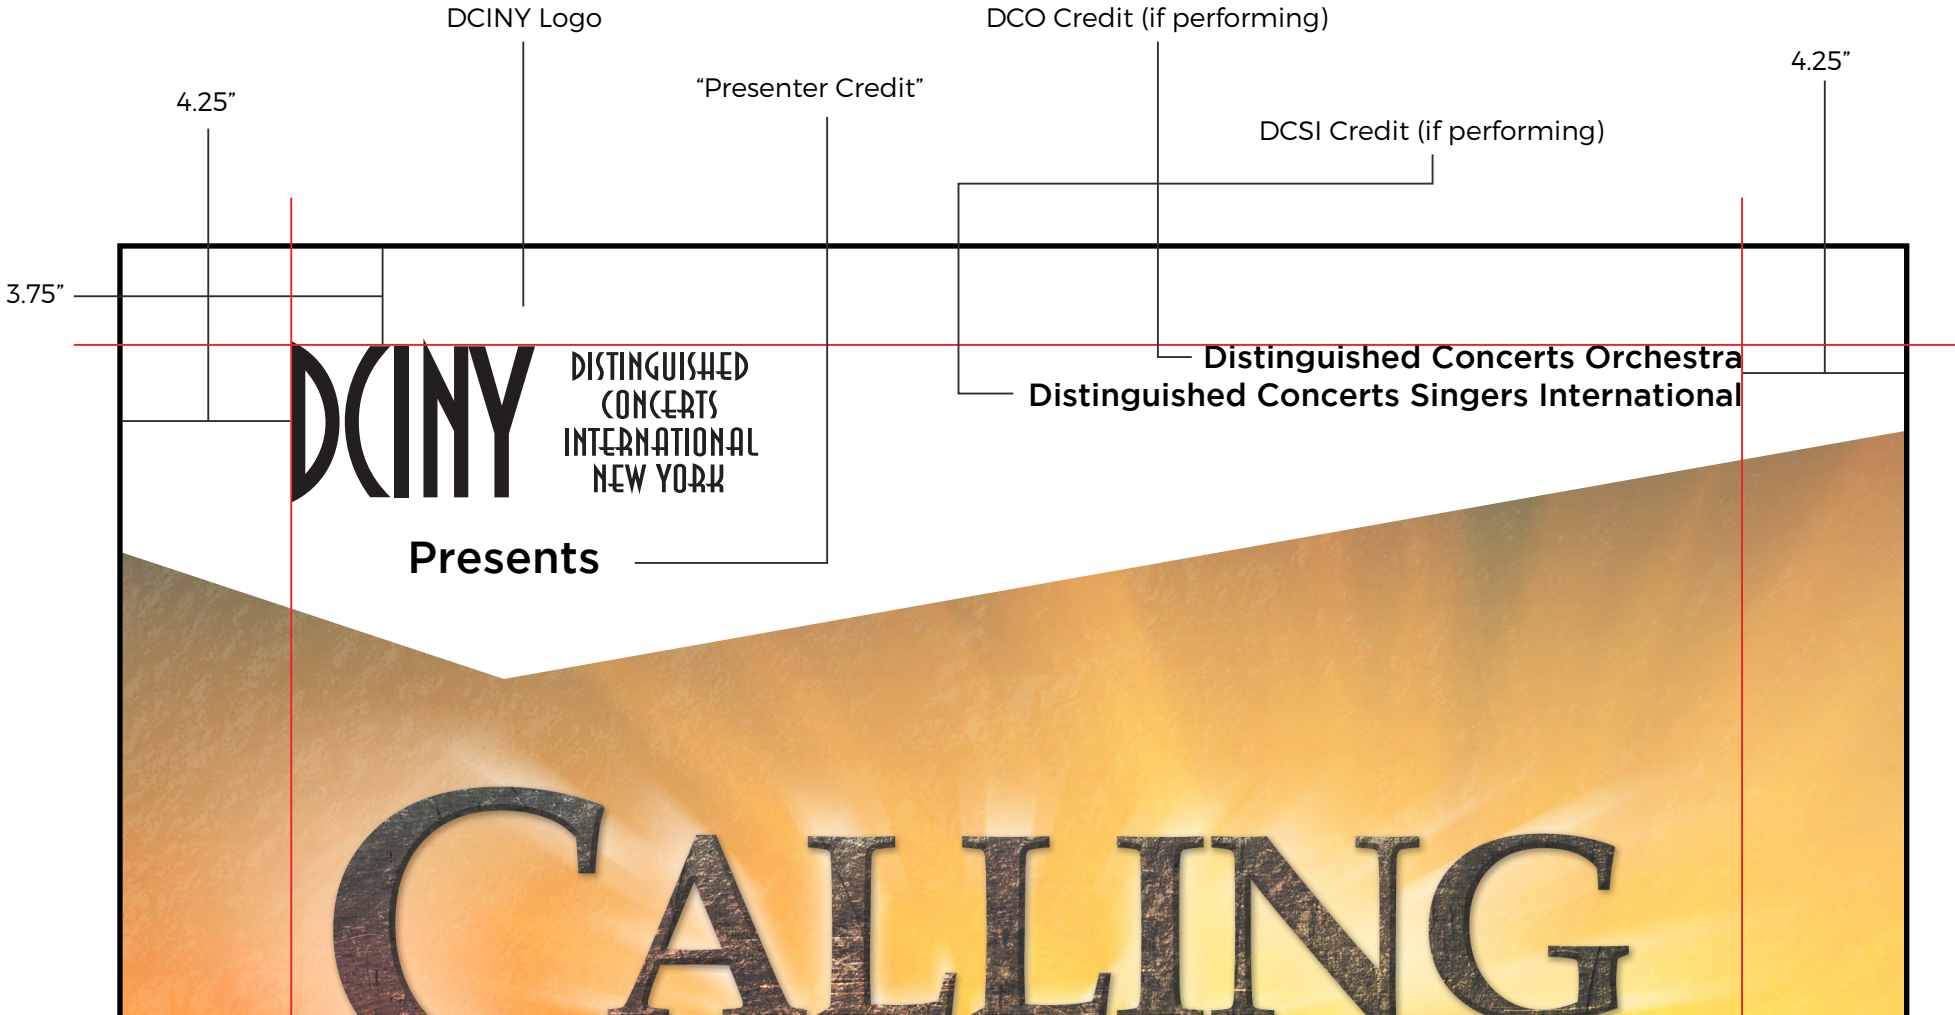 DCINY Logo
DCO Credit (if performing)
4.25”
“Presenter Credit”
4.25”
DCSI Credit (if performing)
3.75”
DCINY
DISTINGUISHED
CONCERTS
INTERNATIONAL
NEW YORK
Distinguished Concerts Orchestra
Distinguished Concerts Singers International
Presents
CALLING